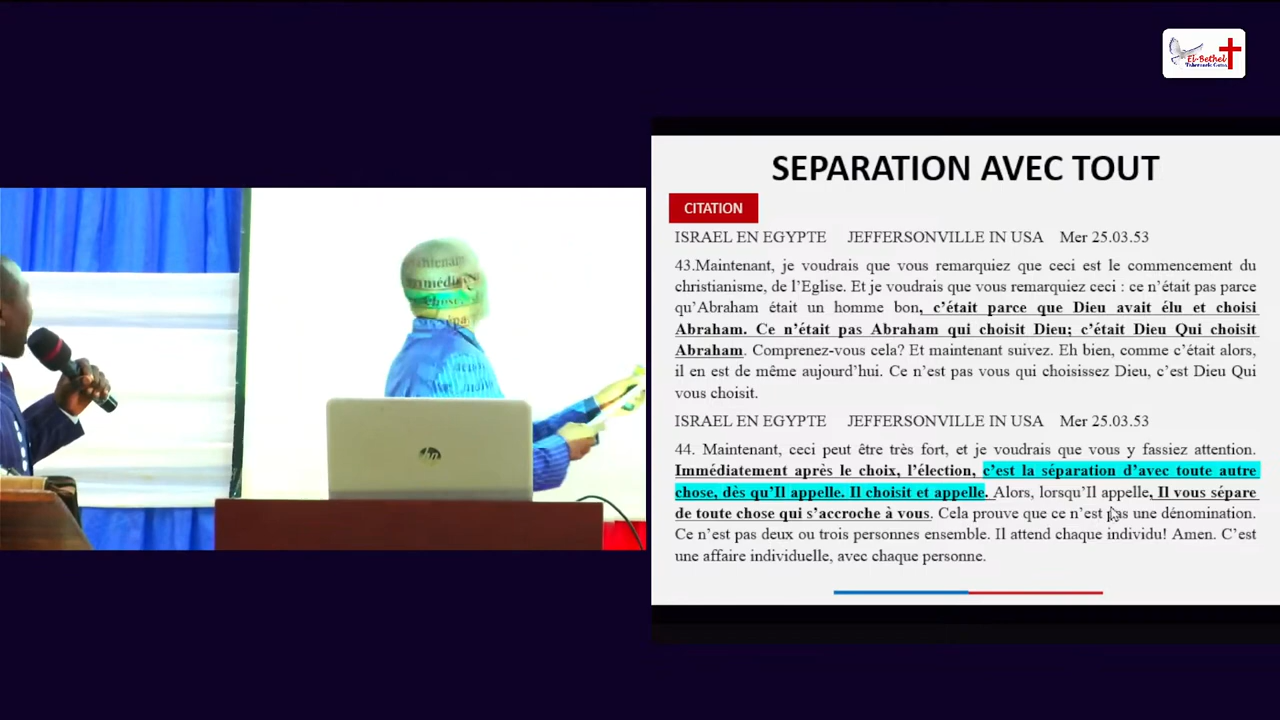 El-Bethel
Tabernacle Goma
SEPARATION AVEC TOUT
CITATION
ISRAEL EN EGYPTE JEFFERSONVILLE IN USA Mer 25.03.53
43.Maintenant, je voudrais que vous remarquiez que ceci est le commencement du
christianisme, de l’Eglise. Et je voudrais que vous remarquiez ceci : ce n’était pas parce
qu’Abraham était un homme bon, c’était parce que Dieu avait élu et choisi
Abraham. Ce n’était pas Abraham qui choisit Dieu; c’était Dieu Qui choisit
Abraham. Comprenez-vous cela? Et maintenant suivez. Eh bien, comme c’était alors,
il en est de même aujourd’hui. Ce n’est pas vous qui choisissez Dieu, c’est Dieu Qui
vous choisit.
ISRAEL EN EGYPTE JEFFERSONVILLE IN USA Mer 25.03.53
44. Maintenant, ceci peut être très fort, et je voudrais que vous y fassiez attention.
Immédiatement après le choix, l’élection, c’est la séparation d’avec toute autre
chose, dès qu’Il appelle. Il choisit et appelle. Alors, lorsqu’Il appelle, Il vous sépare
de toute chose qui s’accroche à vous. Cela prouve que ce n’est pas une dénomination.
Ce n’est pas deux ou trois personnes ensemble. Il attend chaque individu! Amen. C’est
une affaire individuelle, avec chaque personne.
hp